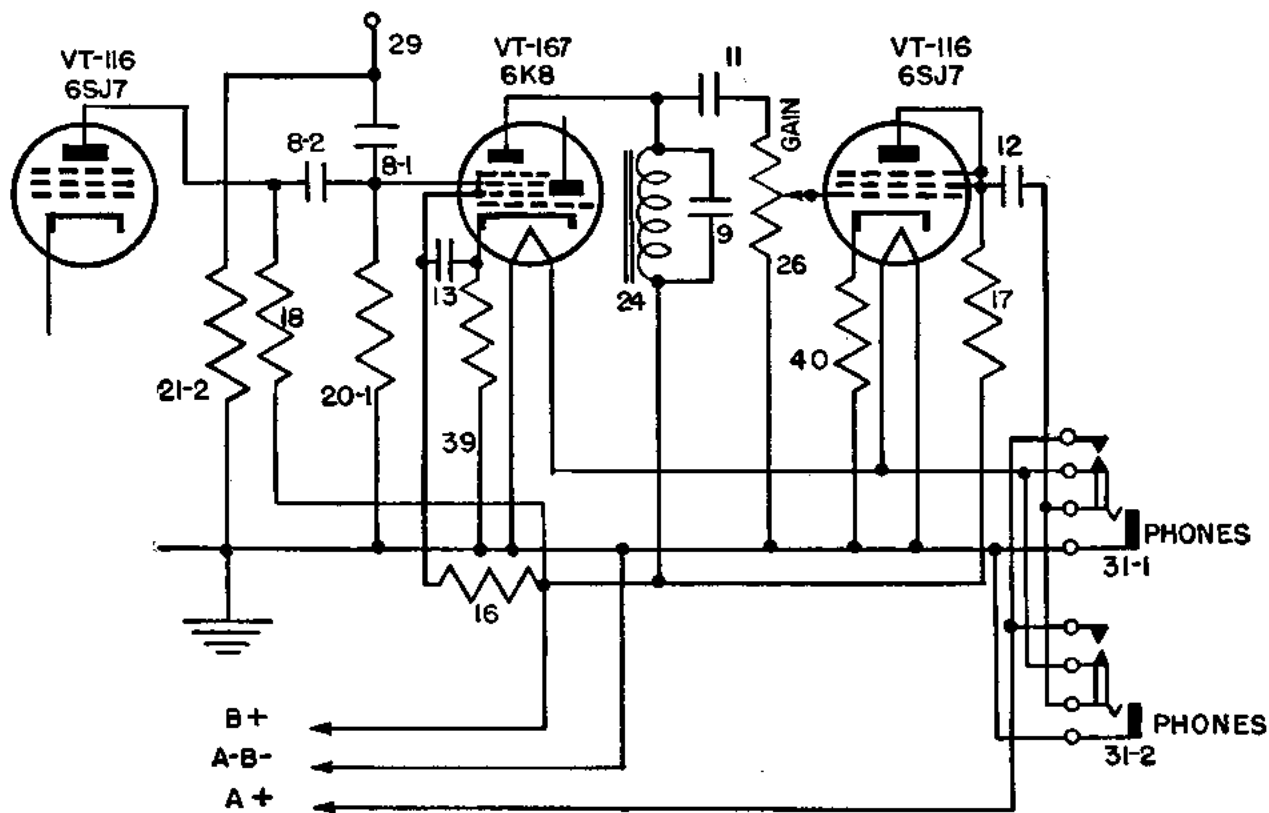 29
VT-116
6SJ7
VT-167
6K8
11
VT-116
6SJ7
GAIN
8-2
8-1
12
9
13
24
26
17
18
40
21-2
20-1
39
16
PHONES
31-1
PHONES
31-2
B+
A-B-
A+